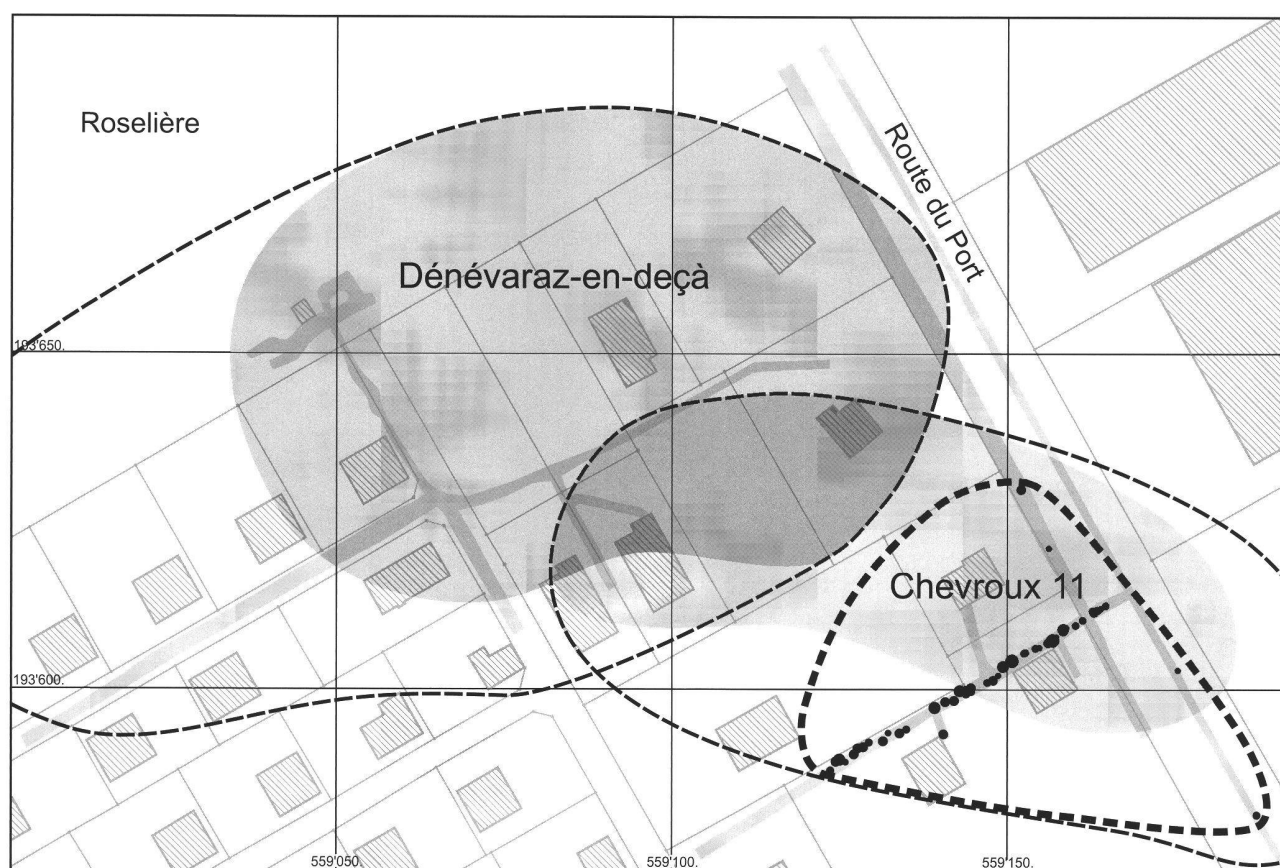 Roselière
Route du Port
Dénévaraz-en-deçà
193'650.
Chevroux 11
193'600.
559'050.
559'100.
559'150.